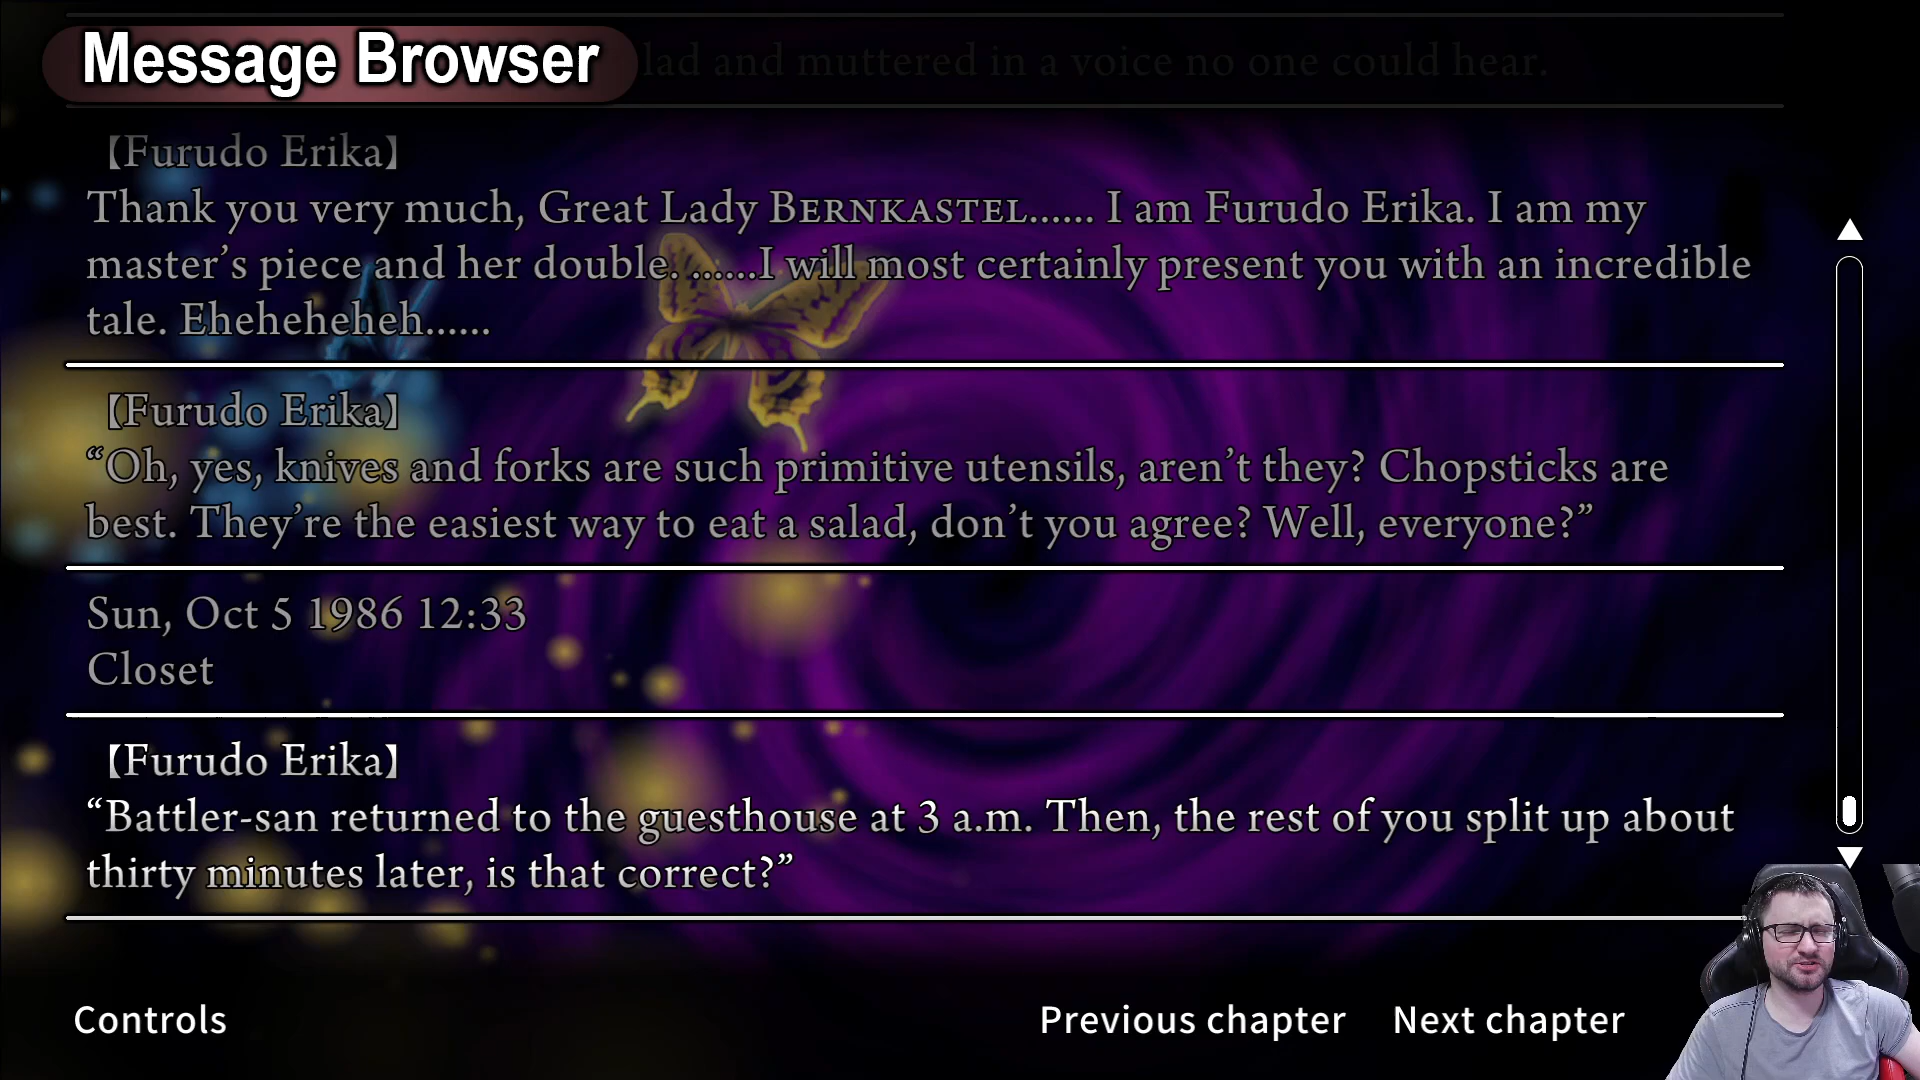 Message Browser
lad and muttered in a voice no one could hear.
【Furudo Erika】
Thank you very much, Great Lady BERNKASTEL...... I am Furudo Erika. I am my
master’s piece and her double. ......I will most certainly present you with an incredible
tale. Eheheheheh......
【Furudo Erika】
“Oh, yes, knives and forks are such primitive utensils, aren’t they? Chopsticks are
best. They’re the easiest way to eat a salad, don’t you agree? Well, everyone?”
Sun, Oct 5 1986 12:33
Closet
【Furudo Erika】
“Battler-san returned to the guesthouse at 3 a.m. Then, the rest of you split up about
thirty minutes later, is that correct?”
Controls
Previous chapter
Next chapter